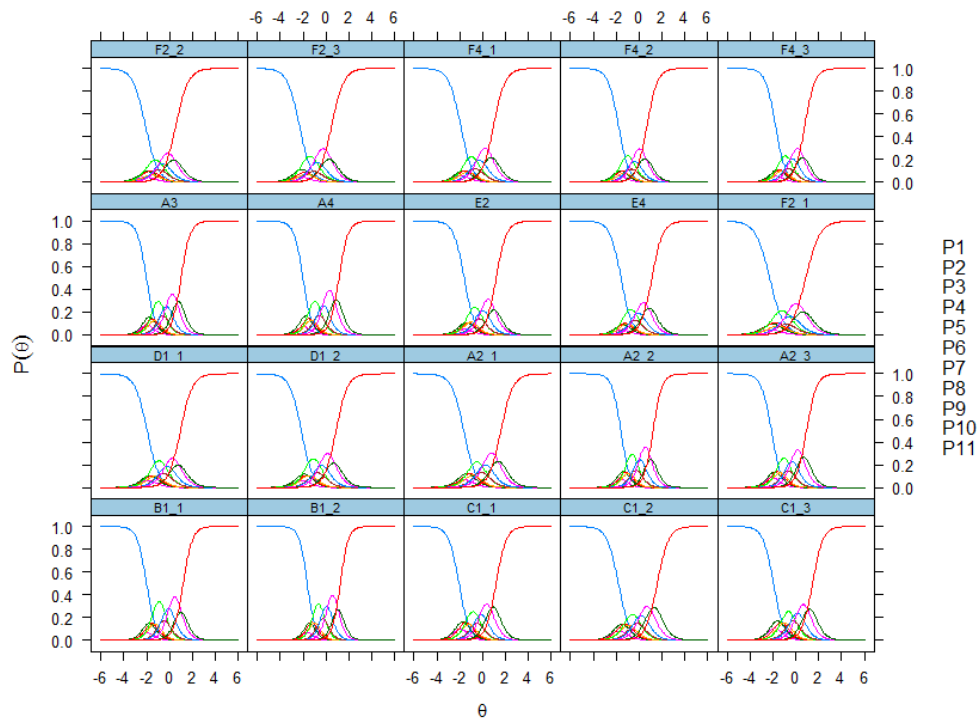 -6 -4 -2 0 2 4 6 -6 -4 -2 0 2 4 6
F2_2 F2_3 F4_1 F4_2 F4_3
1.0
0.8
0.6
0.4
0.2
0.0
A3 A4 E2 E4 F2_1
1.0
0.8
0.6
0.4
0.2
0.0
D1_1 D1_2 A2_1 A2_2 A2_3
1.0
0.8
0.6
0.4
0.2
0.0
B1_1 B1_2 C1_1 C1_2 C1_3
1.0
0.8
0.6
0.4
0.2
0.0
-6 -4 -2 0 2 4 6 -6 -4 -2 0 2 4 6 -6 -4 -2 0 2 4 6
θ
P(θ)
P1
P2
P3
P4
P5
P6
P7
P8
P9
P10
P11